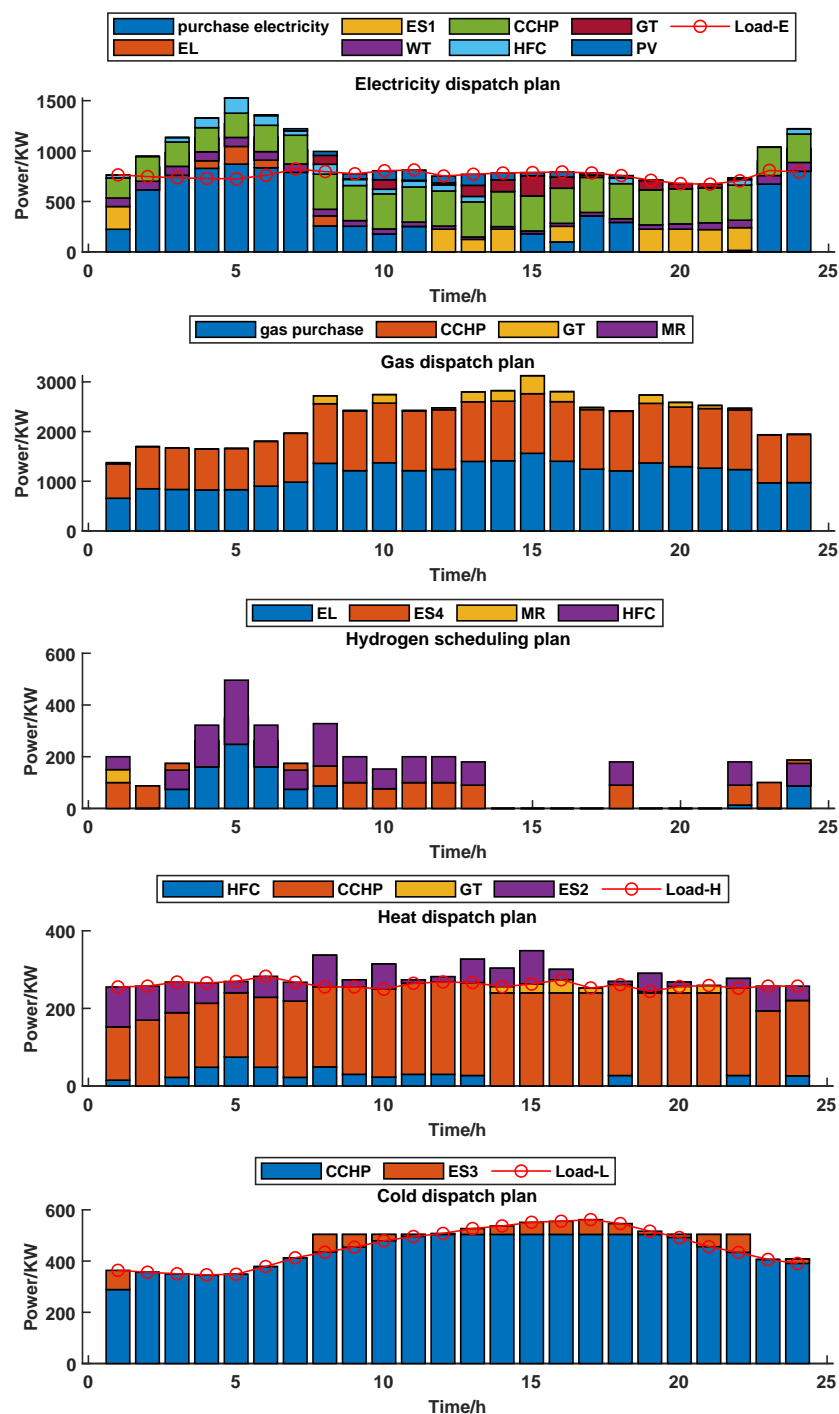 purchase electricity ES1 CCHP GT Load-E
EL WT HFC PV
Electricity dispatch plan
1500
1000
500
0
Power/KW
0 5 10 15 20 25
Time/h
gas purchase CCHP GT MR
Gas dispatch plan
3000
2000
1000
0
Power/KW
0 5 10 15 20 25
Time/h
EL ES4 MR HFC
Hydrogen scheduling plan
600
400
200
0
Power/KW
0 5 10 15 20 25
Time/h
HFC CCHP GT ES2 Load-H
Heat dispatch plan
400
200
0
Power/KW
0 5 10 15 20 25
Time/h
CCHP ES3 Load-L
Cold dispatch plan
600
400
200
0
Power/KW
0 5 10 15 20 25
Time/h